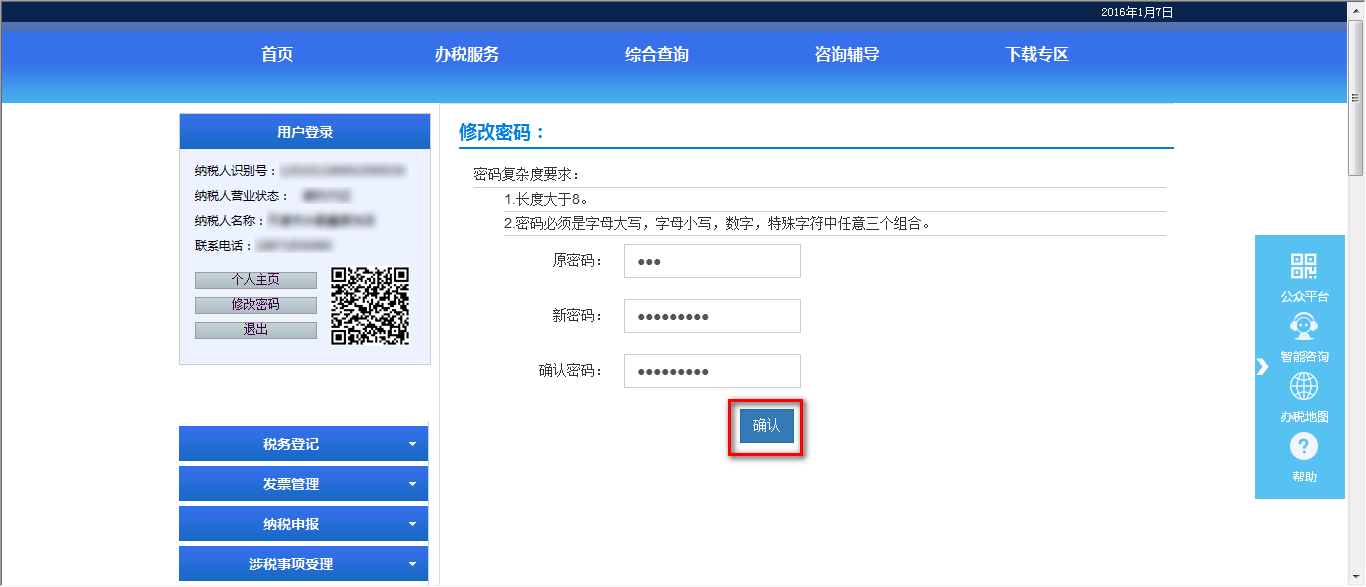 2016年1月7日
首页 办税服务 综合查询 咨询辅导 下载专区
用户登录
纳税人识别号：
纳税人营业状态：
纳税人名称：
联系电话：
个人主页
修改密码
退出
税务登记
发票管理
纳税申报
涉税事项受理
修改密码：
密码复杂度要求：
1.长度大于8。
2.密码必须是字母大写，字母小写，数字，特殊字符中任意三个组合。
原密码： ●●●
新密码： ●●●●●●●●●
确认密码： ●●●●●●●●●
确认
公众平台
智能咨询
办税地图
?
帮助